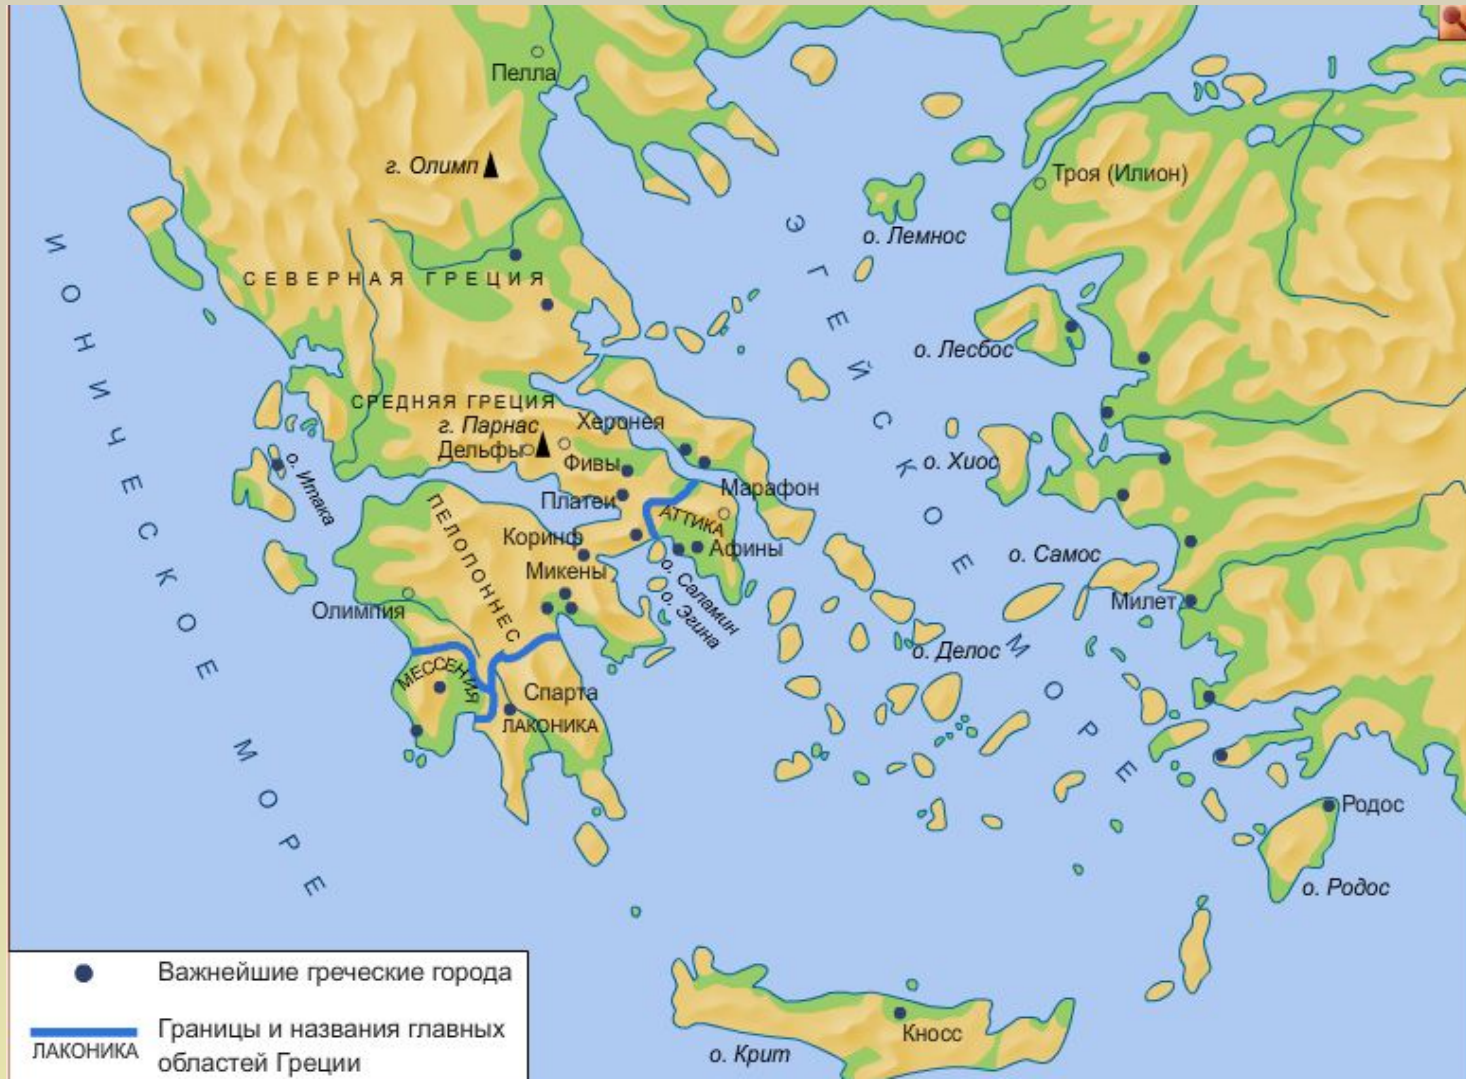 Пелла
г. Олимп
Троя (Илион)
о. Лемнос
ЭГЕЙСКОЕ МОРЕ
ИОНИЧЕСКОЕ МОРЕ
СЕВЕРНАЯ ГРЕЦИЯ
о. Лесбос
СРЕДНЯЯ ГРЕЦИЯ
г. Парнас
Херонея
Дельфы
Фивы
о. Хиос
о. Итака
Платеи
Марафон
АТТИКА
ПЕЛОПОННЕС
Коринф
Афины
о. Самос
Микены
о. Саламин
о. Эгина
Олимпия
Милет
о. Делос
МЕССЕНИЯ
Спарта
ЛАКОНИКА
Родос
о. Родос
Кносс
о. Крит
Важнейшие греческие города
Границы и названия главных
ЛАКОНИКА
областей Греции